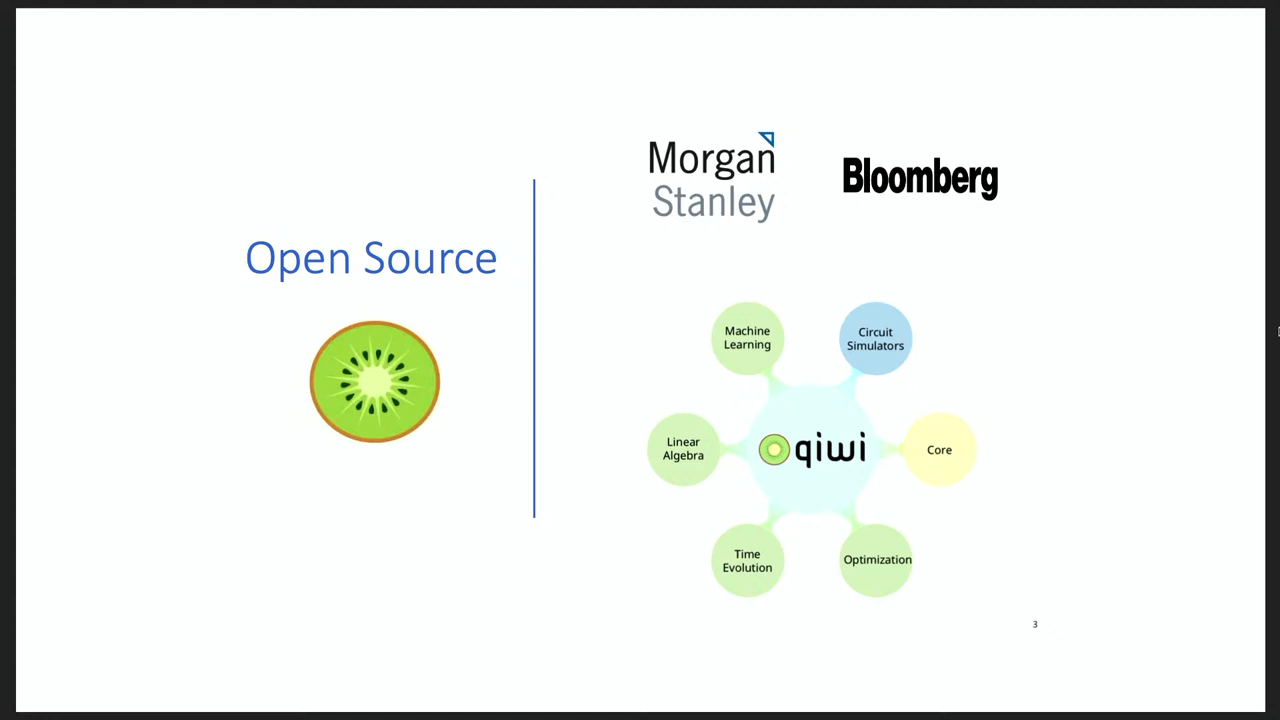 Open Source
Morgan
Stanley
Bloomberg
Machine
Learning
Circuit
Simulators
Linear
Algebra
qiwi
Core
Time
Evolution
Optimization
3